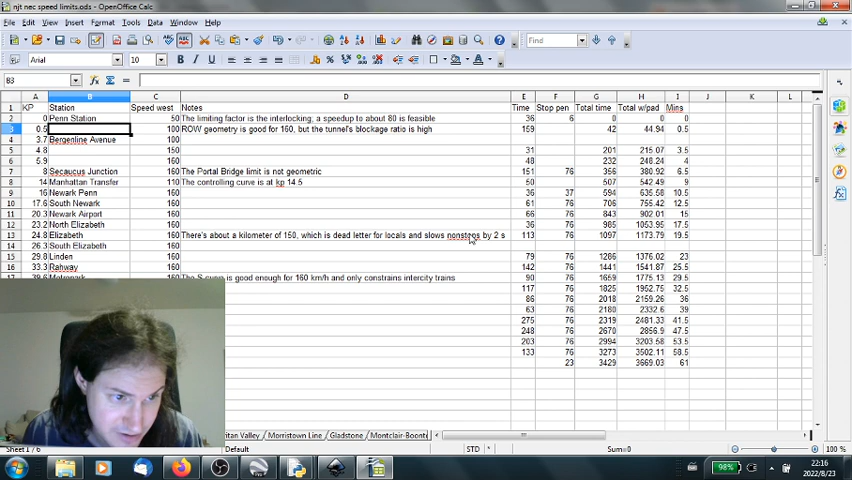 njt nec speed limits.ods - OpenOffice Calc
File Edit View Insert Format Tools Data Window Help
Find
Arial 10
B3
A B C D E F G H I J K L
1 KP Station Speed west Notes Time Stop pen Total time Total w/pad Mins
2 0 Penn Station 50 The limiting factor is the interlocking; a speedup to about 80 is feasible 36 6 0 0 0
3 0.5 100 ROW geometry is good for 160, but the tunnel's blockage ratio is high 159 42 44.94 0.5
4 3.7 Bergenline Avenue 100
5 4.8 150 31 201 215.07 3.5
6 5.9 160 48 232 248.24 4
7 8 Secaucus Junction 160 The Portal Bridge limit is not geometric 151 76 356 380.92 6.5
8 14 Manhattan Transfer 110 The controlling curve is at kp 14.5 50 507 542.49 9
9 16 Newark Penn 160 36 37 594 635.58 11
10 17.6 South Newark 160 61 76 706 755.42 12.5
11 20.3 Newark Airport 160 66 76 843 902.01 15
12 23.2 North Elizabeth 160 36 76 985 1053.95 17.5
13 24.8 Elizabeth 160 There's about a kilometer of 150, which is dead letter for locals and slows nonstops by 2 s 113 76 1097 1173.79 19.5
14 26.3 South Elizabeth 160
15 29.8 Linden 160 79 76 1286 1376.02 23
16 33.3 Rahway 160 142 76 1441 1541.87 25.5
17 39.6 Metropark 160 The S-curve is good enough for 160 km/h and only constrains intercity trains 90 76 1659 1775.13 29.5
117 76 1825 1952.75 32.5
86 76 2018 2159.26 36
63 76 2180 2332.6 39
275 76 2319 2481.33 41.5
248 76 2670 2856.9 47.5
203 76 2994 3203.58 53.5
133 76 3273 3502.11 58.5
23 3429 3669.03 61
ritan Valley Morristown Line Gladstone Montclair-Boonto
Sheet 1 / 6 Default STD * Sum=0 100 %
98% 22:16
2022/8/23